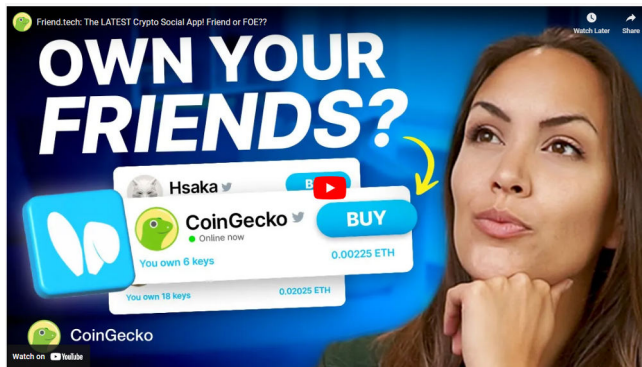 Friend.tech: The LATEST Crypto Social App! Friend or FOE??
Watch Later
Share
OWN YOUR
FRIENDS?
Hsaka
CoinGecko
BUY
Online now
You own 6 keys
0.00225 ETH
You own 18 keys
0.02025 ETH
CoinGecko
Watch on YouTube